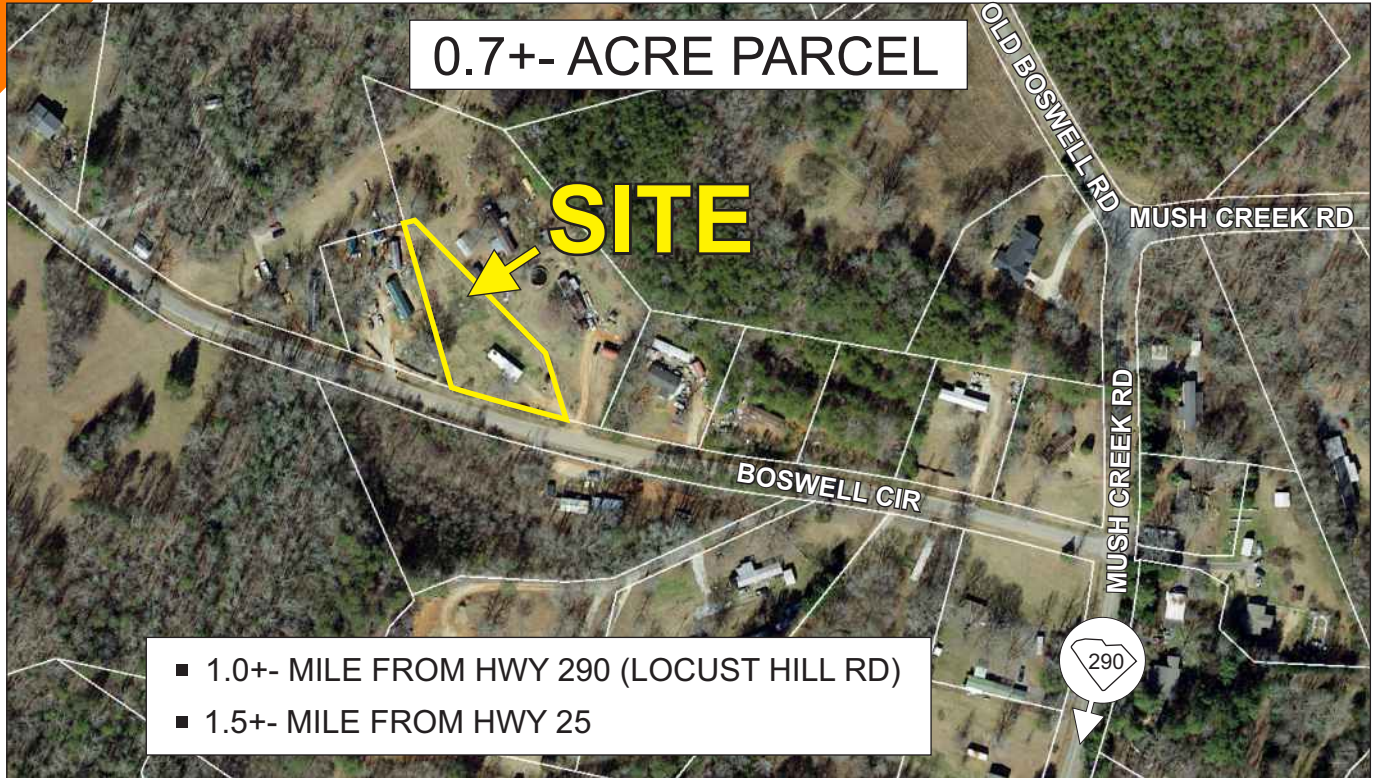 0.7+- ACRE PARCEL
OLD BOSWELL RD
MUSH CREEK RD
SITE
MUSH CREEK RD
BOSWELL CIR
290
▪ 1.0+- MILE FROM HWY 290 (LOCUST HILL RD)
▪ 1.5+- MILE FROM HWY 25